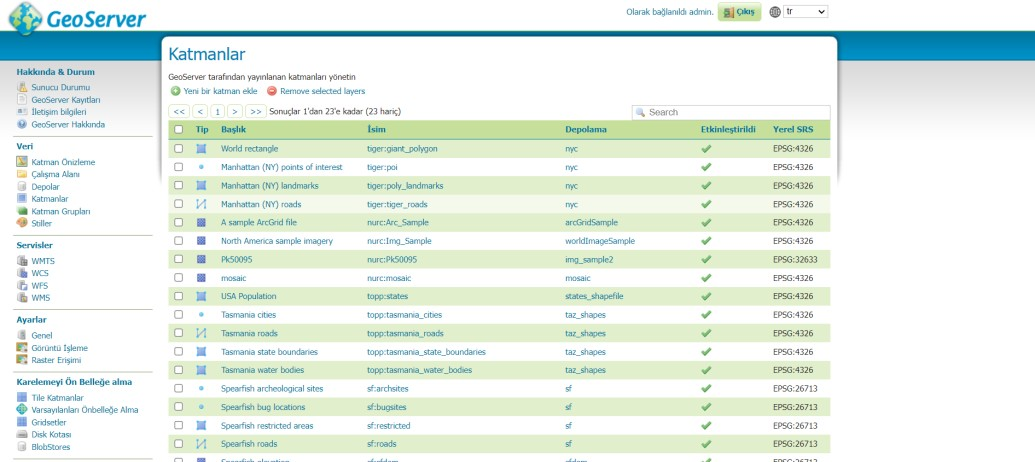 GeoServer
Olarak bağlanıldı admin. Çıkış tr
Hakkında & Durum
Sunucu Durumu
GeoServer Kayıtları
İletişim bilgileri
GeoServer Hakkında
Veri
Katman Önizleme
Çalışma Alanı
Depolar
Katmanlar
Katman Grupları
Stiller
Servisler
WMTS
WCS
WFS
WMS
Ayarlar
Genel
Görüntü İşleme
Raster Erişimi
Karelemeyi Ön Belleğe alma
Tile Katmanlar
Varsayılanları Önbelleğe Alma
Gridsetler
Disk Kotası
BlobStores
Katmanlar
GeoServer tarafından yayınlanan katmanları yönetin
Yeni bir katman ekle Remove selected layers
<< < 1 > >> Sonuçlar 1'dan 23'e kadar (23 hariç) Search
Tip Başlık İsim Depolama Etkinleştirildi Yerel SRS
World rectangle tiger:giant_polygon nyc EPSG:4326
Manhattan (NY) points of interest tiger:poi nyc EPSG:4326
Manhattan (NY) landmarks tiger:poly_landmarks nyc EPSG:4326
Manhattan (NY) roads tiger:tiger_roads nyc EPSG:4326
A sample ArcGrid file nurc:Arc_Sample arcGridSample EPSG:4326
North America sample imagery nurc:Img_Sample worldImageSample EPSG:4326
Pk50095 nurc:Pk50095 img_sample2 EPSG:32633
mosaic nurc:mosaic mosaic EPSG:4326
USA Population topp:states states_shapefile EPSG:4326
Tasmania cities topp:tasmania_cities taz_shapes EPSG:4326
Tasmania roads topp:tasmania_roads taz_shapes EPSG:4326
Tasmania state boundaries topp:tasmania_state_boundaries taz_shapes EPSG:4326
Tasmania water bodies topp:tasmania_water_bodies taz_shapes EPSG:4326
Spearfish archeological sites sf:archsites sf EPSG:26713
Spearfish bug locations sf:bugsites sf EPSG:26713
Spearfish restricted areas sf:restricted sf EPSG:26713
Spearfish roads sf:roads sf EPSG:26713